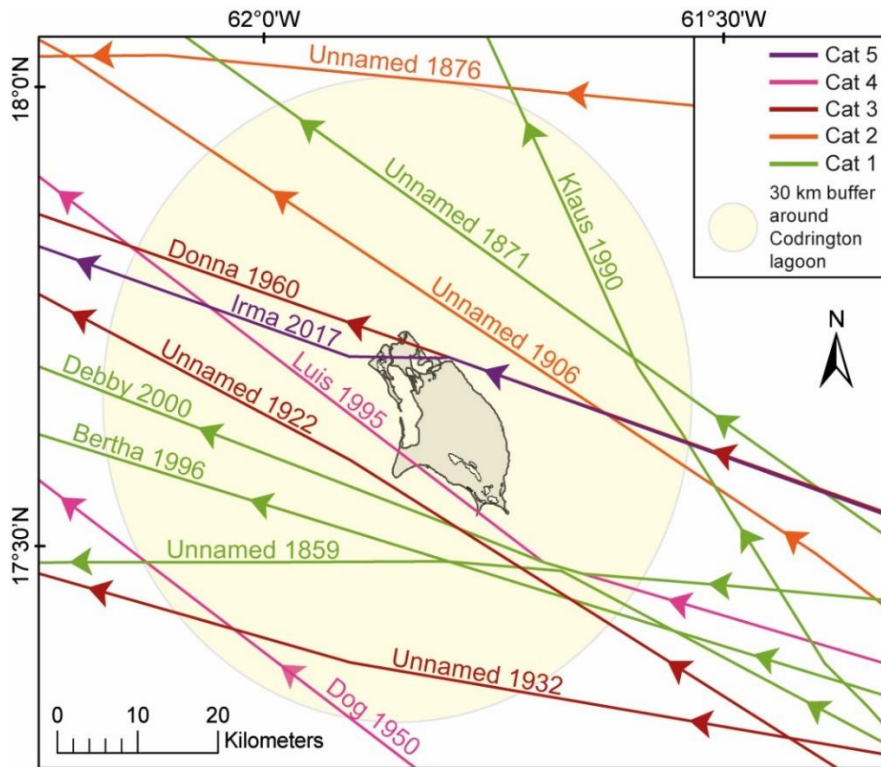 62°0'W
61°30'W
18°0'N
17°30'N
Unnamed 1876
Unnamed 1871
Klaus 1990
Donna 1960
Irma 2017
Unnamed 1906
Unnamed 1922
Luis 1995
Debby 2000
Bertha 1996
Unnamed 1859
Unnamed 1932
Dog 1950
Cat 5
Cat 4
Cat 3
Cat 2
Cat 1
30 km buffer
around
Codrington
lagoon
N
0 10 20
Kilometers